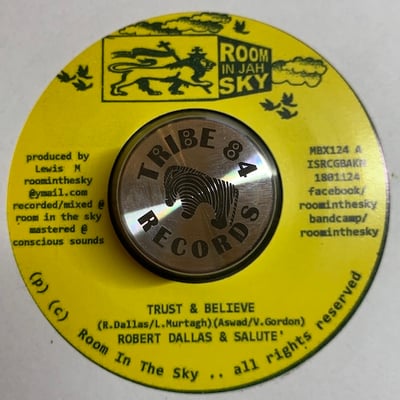 ROOM
IN JAH
SKY
produced by
Lewis M
roominthesky
@ymail.com
recorded/mixed @
room in the sky
mastered @
conscious sounds
TRIBE 84
RECORDS
MBX124 A
ISRCGBAKN
1801124
facebook/
roominthesky
bandcamp/
roominthesky
TRUST & BELIEVE
(R.Dallas/L.Murtagh)(Aswad/V.Gordon)
ROBERT DALLAS & SALUTE'
(p) (c) Room In The Sky .. all rights reserved